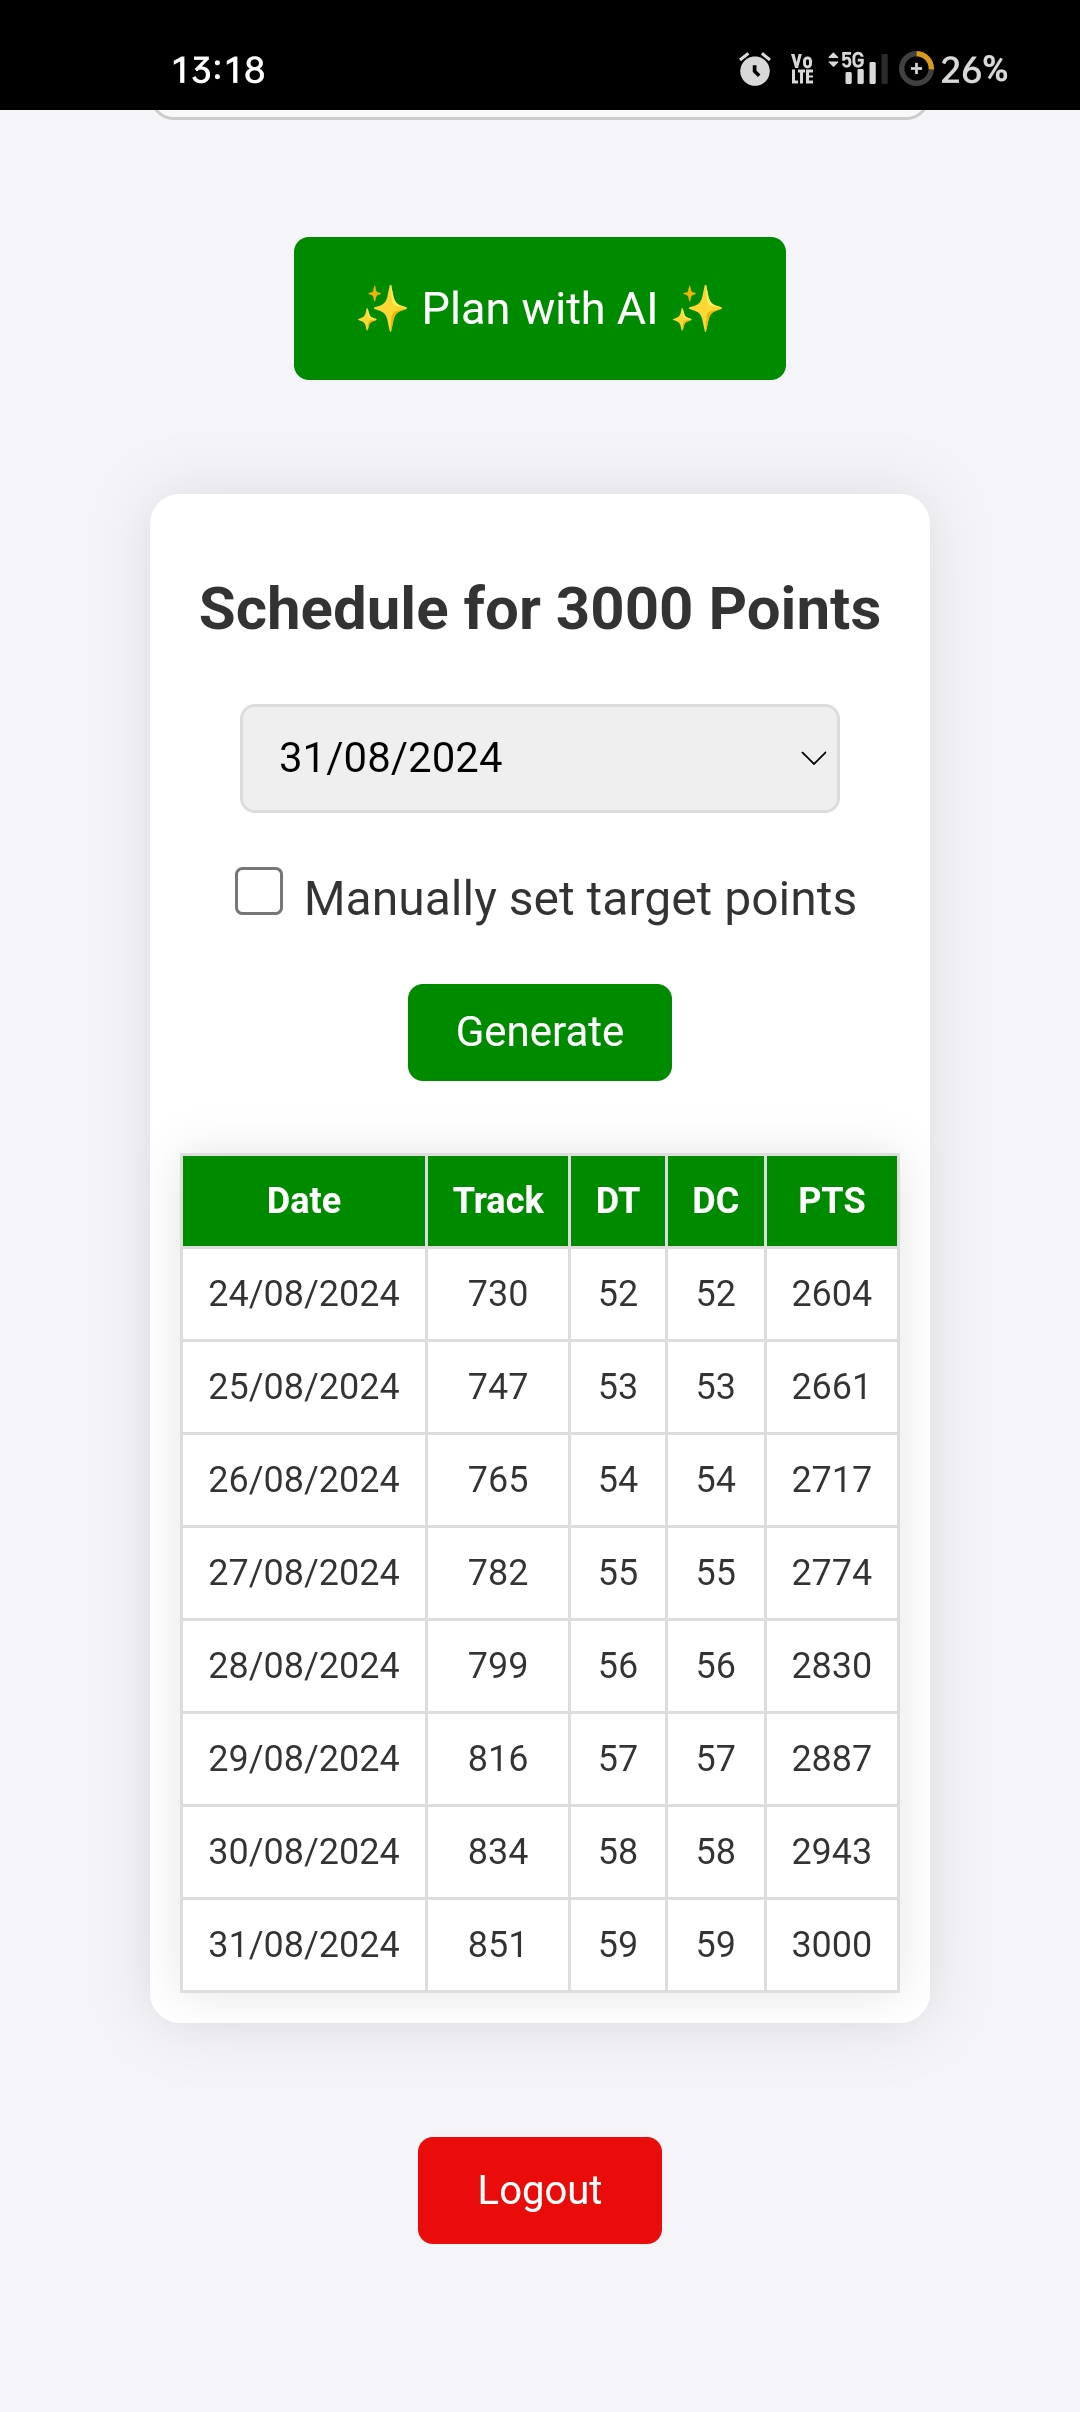 13:18 Vo LTE 5G 26%
✨ Plan with AI ✨
Schedule for 3000 Points
31/08/2024
Manually set target points
Generate
Date Track DT DC PTS
24/08/2024 730 52 52 2604
25/08/2024 747 53 53 2661
26/08/2024 765 54 54 2717
27/08/2024 782 55 55 2774
28/08/2024 799 56 56 2830
29/08/2024 816 57 57 2887
30/08/2024 834 58 58 2943
31/08/2024 851 59 59 3000
Logout